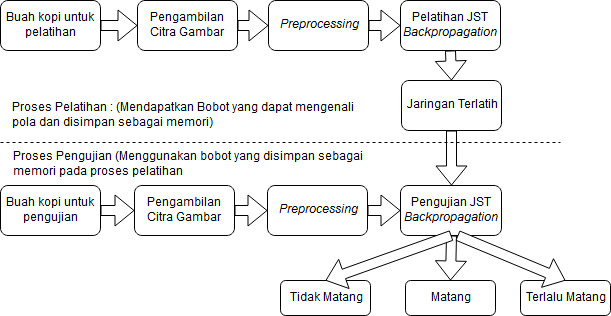 Buah kopi untuk
pelatihan
Pengambilan
Citra Gambar
Preprocessing
Pelatihan JST
Backpropagation
Jaringan Terlatih
Proses Pelatihan : (Mendapatkan Bobot yang dapat mengenali
pola dan disimpan sebagai memori)
Proses Pengujian (Menggunakan bobot yang disimpan sebagai
memori pada proses pelatihan
Buah kopi untuk
pengujian
Pengambilan
Citra Gambar
Preprocessing
Pengujian JST
Backpropagation
Tidak Matang
Matang
Terlalu Matang